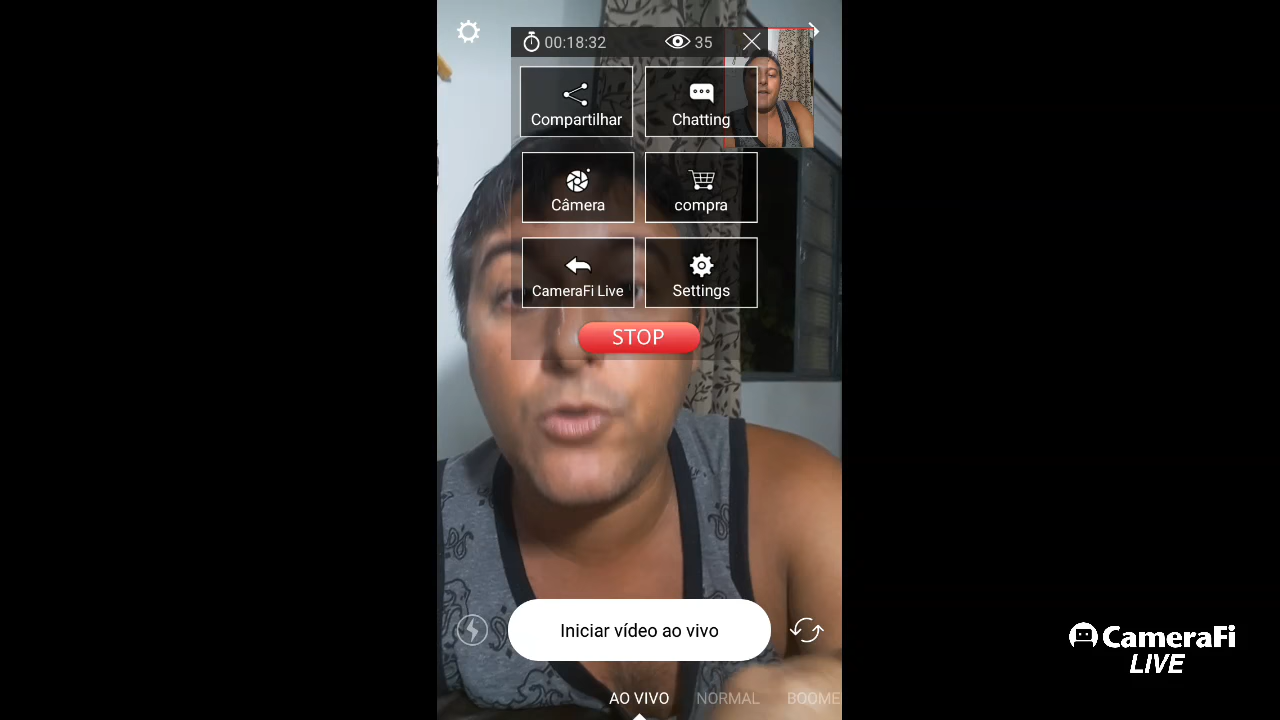 00:18:32 35
Compartilhar Chatting
Câmera compra
CameraFi Live Settings
STOP
Iniciar vídeo ao vivo
AO VIVO NORMAL BOOME
CameraFi
LIVE